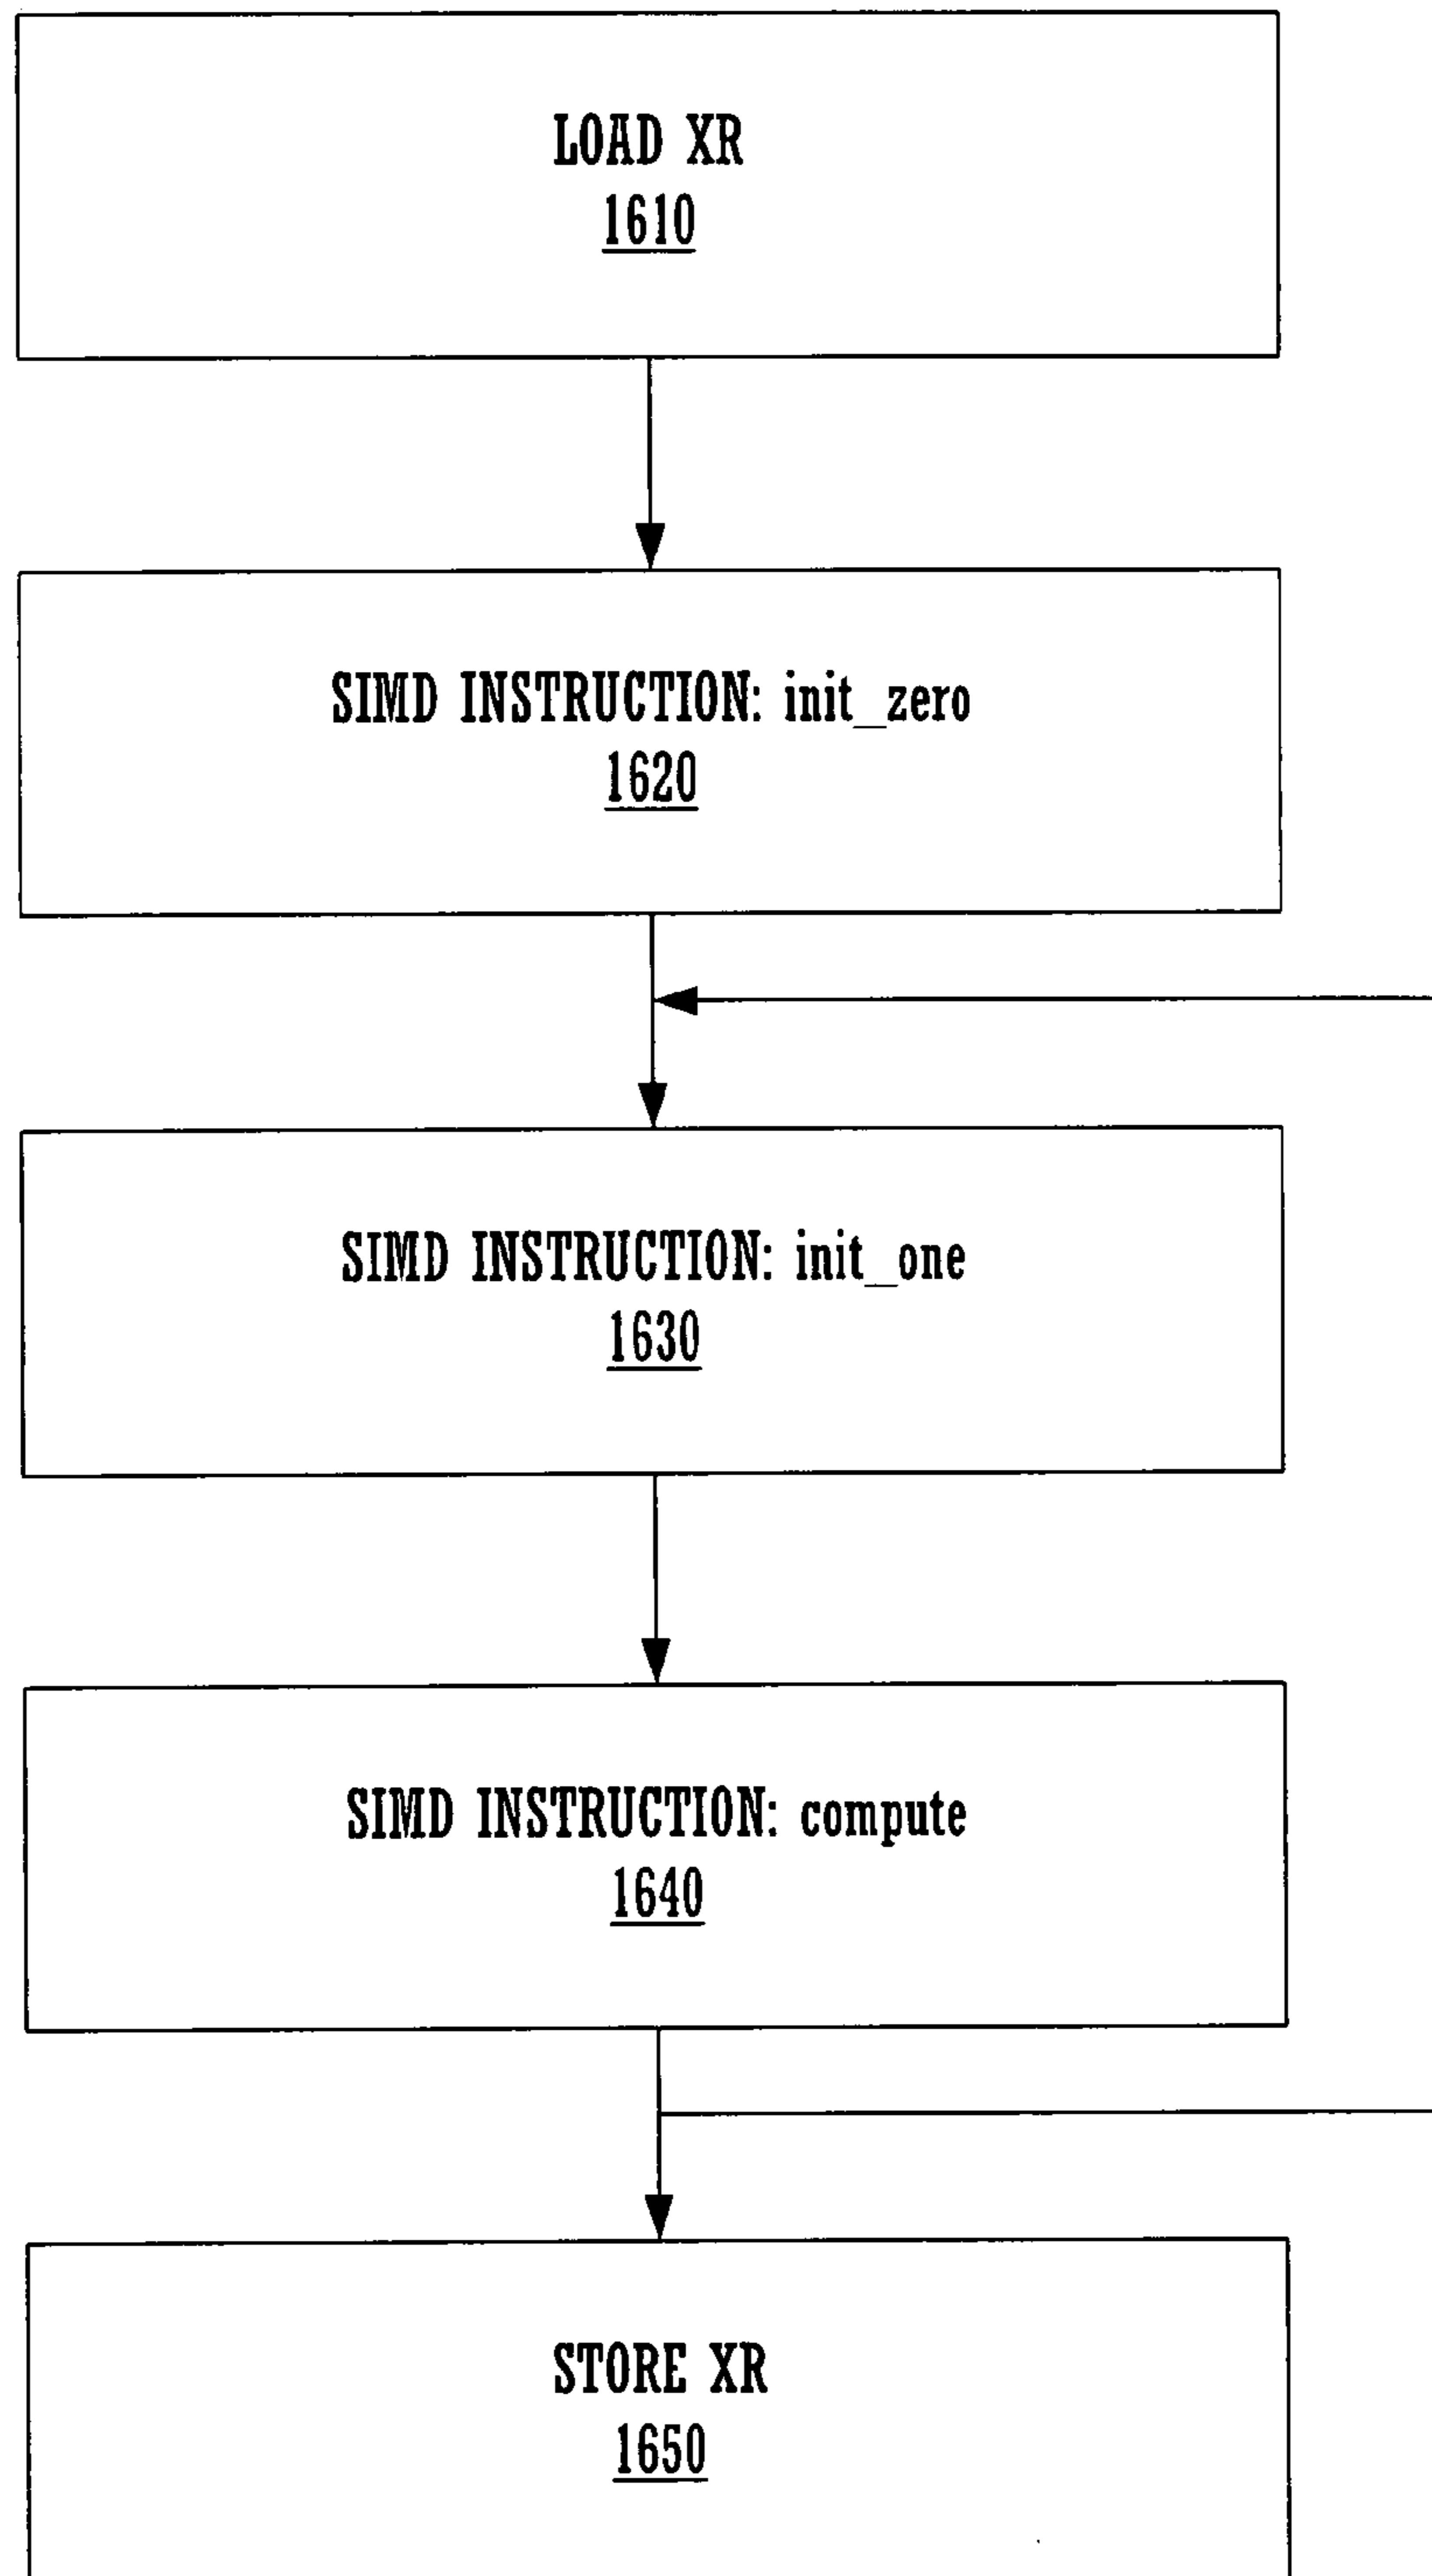 LOAD XR
1610
SIMD INSTRUCTION: init_zero
1620
SIMD INSTRUCTION: init_one
1630
SIMD INSTRUCTION: compute
1640
STORE XR
1650